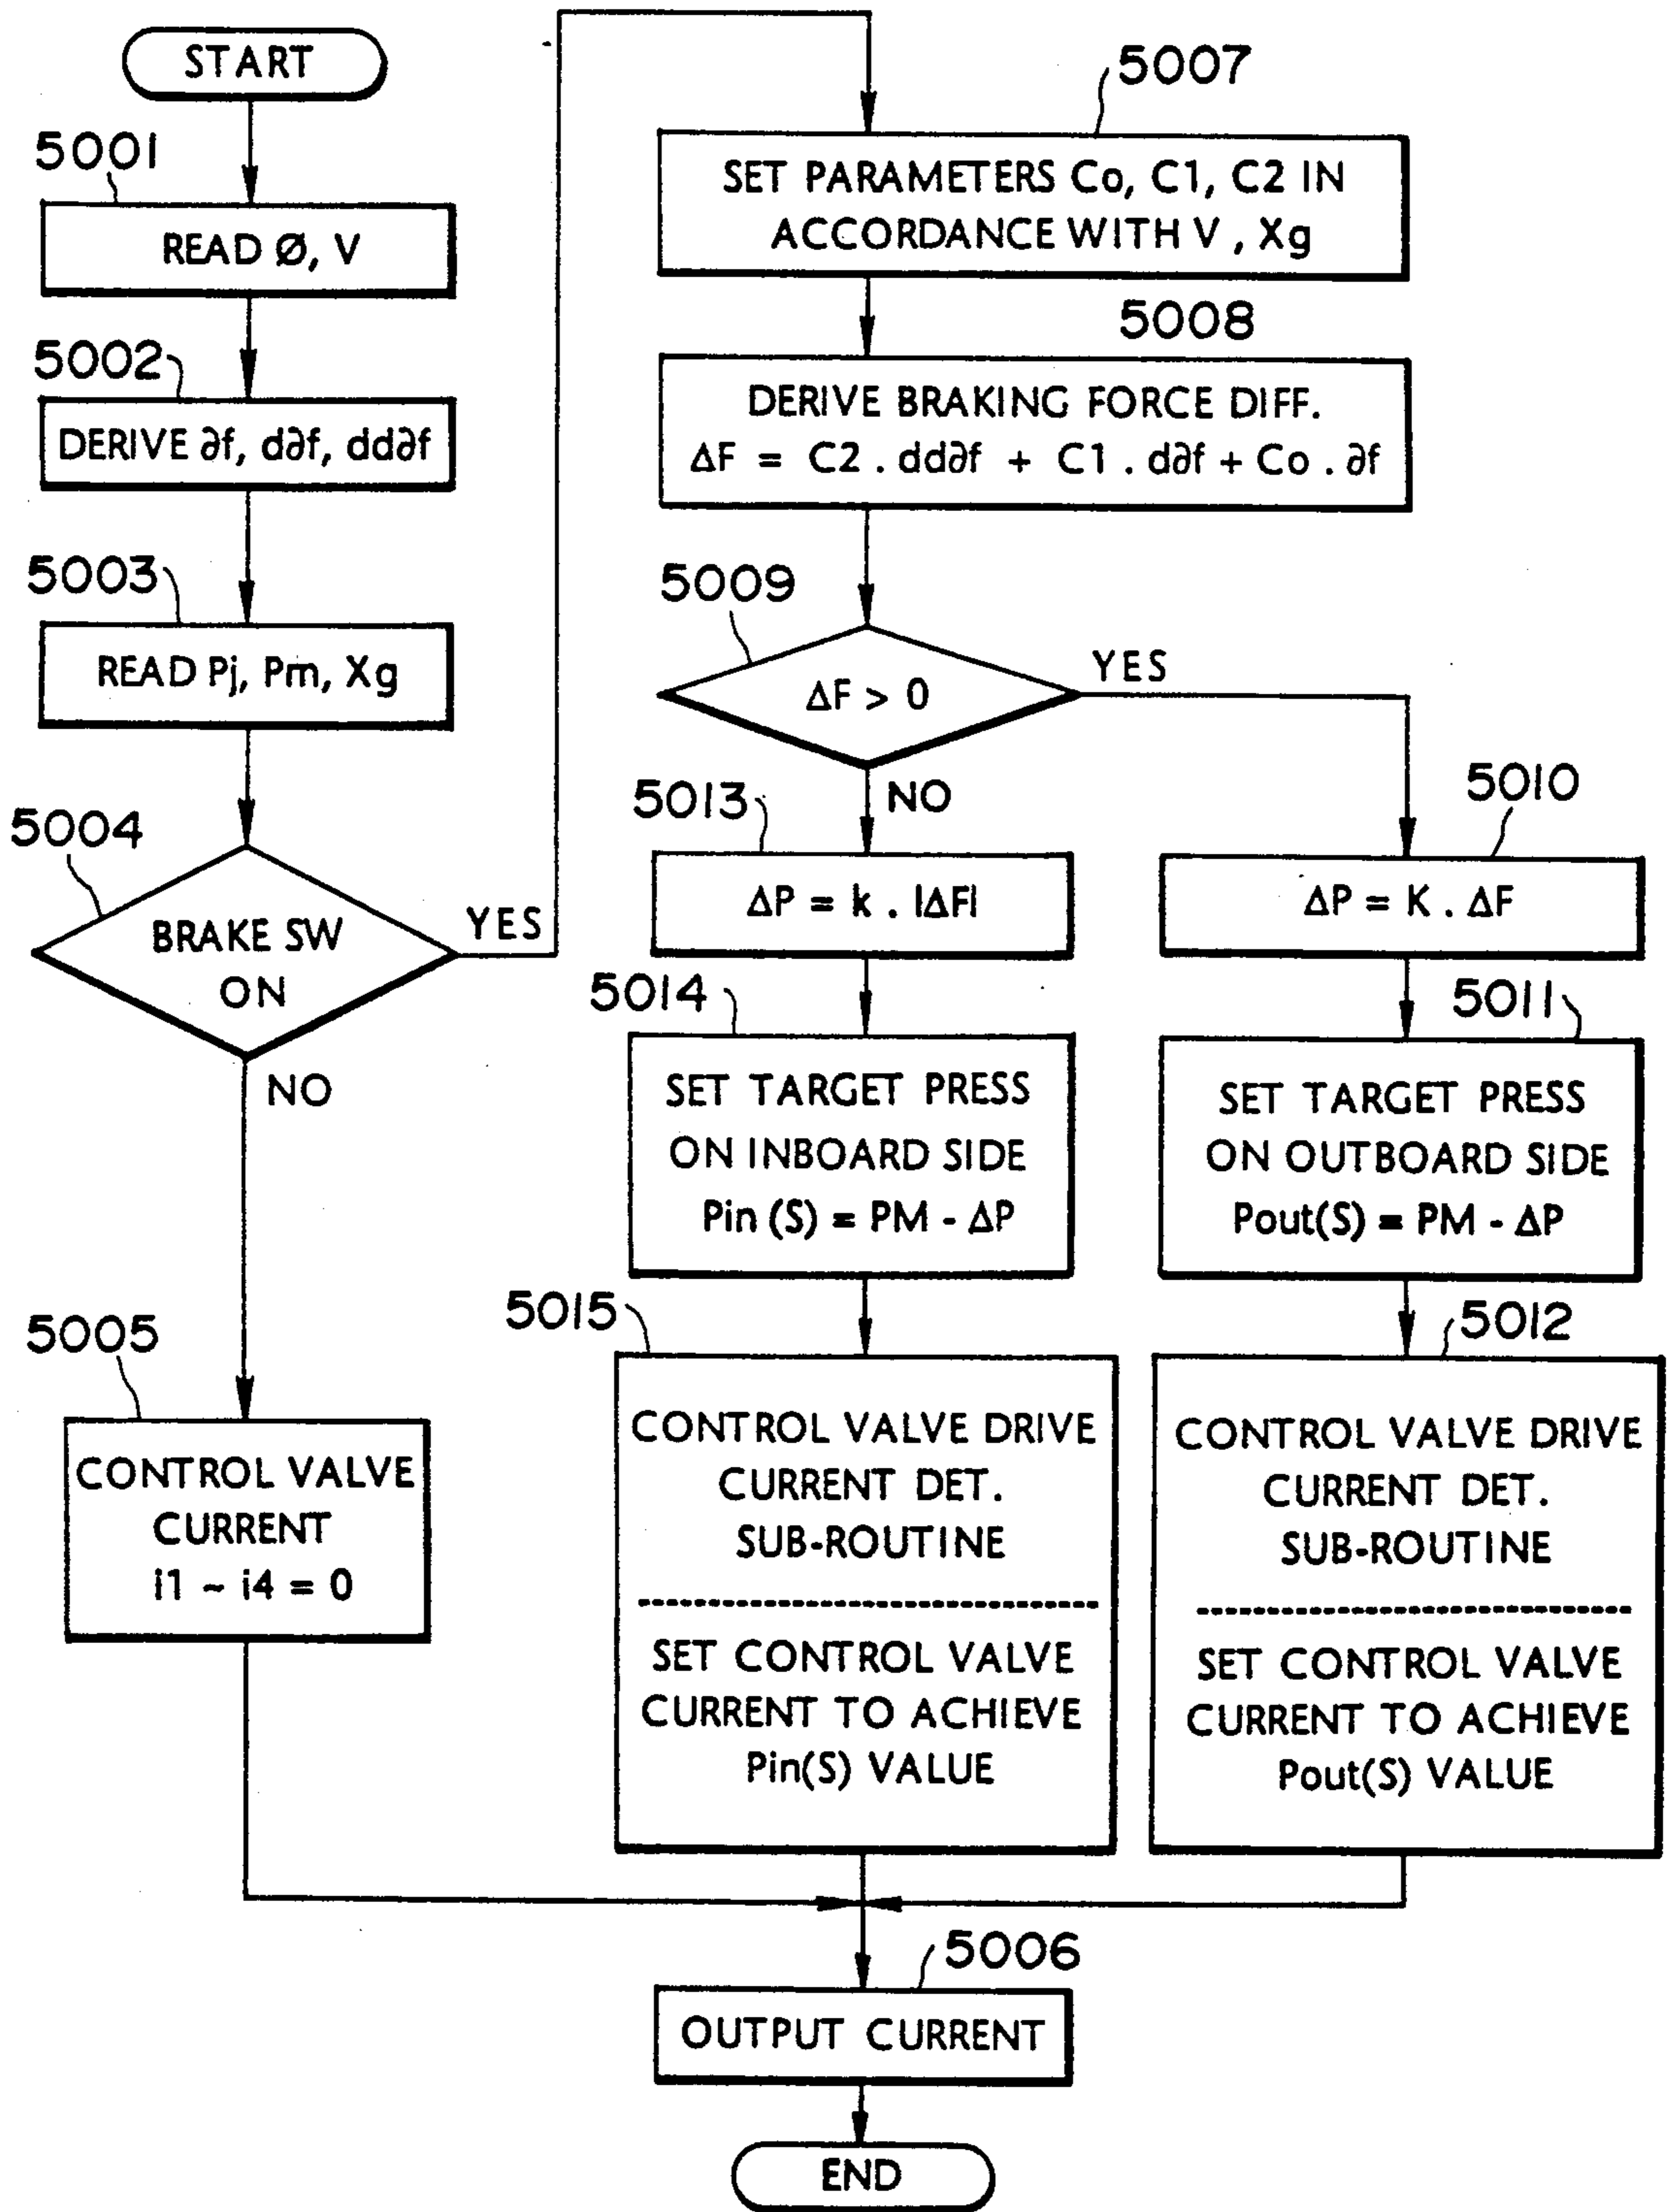 START
5001
READ Ø, V
5002
DERIVE ∂f, d∂f, dd∂f
5003
READ Pj, Pm, Xg
5004
BRAKE SW
ON
YES
NO
5005
CONTROL VALVE
CURRENT
i1 ~ i4 = 0
5007
SET PARAMETERS Co, C1, C2 IN
ACCORDANCE WITH V , Xg
5008
DERIVE BRAKING FORCE DIFF.
ΔF = C2 . dd∂f + C1 . d∂f + Co . ∂f
5009
ΔF > 0
YES
NO
5013
ΔP = k . |ΔF|
5014
SET TARGET PRESS
ON INBOARD SIDE
Pin (S) = PM - ΔP
5015
CONTROL VALVE DRIVE
CURRENT DET.
SUB-ROUTINE
SET CONTROL VALVE
CURRENT TO ACHIEVE
Pin(S) VALUE
5010
ΔP = K . ΔF
5011
SET TARGET PRESS
ON OUTBOARD SIDE
Pout(S) = PM - ΔP
5012
CONTROL VALVE DRIVE
CURRENT DET.
SUB-ROUTINE
SET CONTROL VALVE
CURRENT TO ACHIEVE
Pout(S) VALUE
5006
OUTPUT CURRENT
END